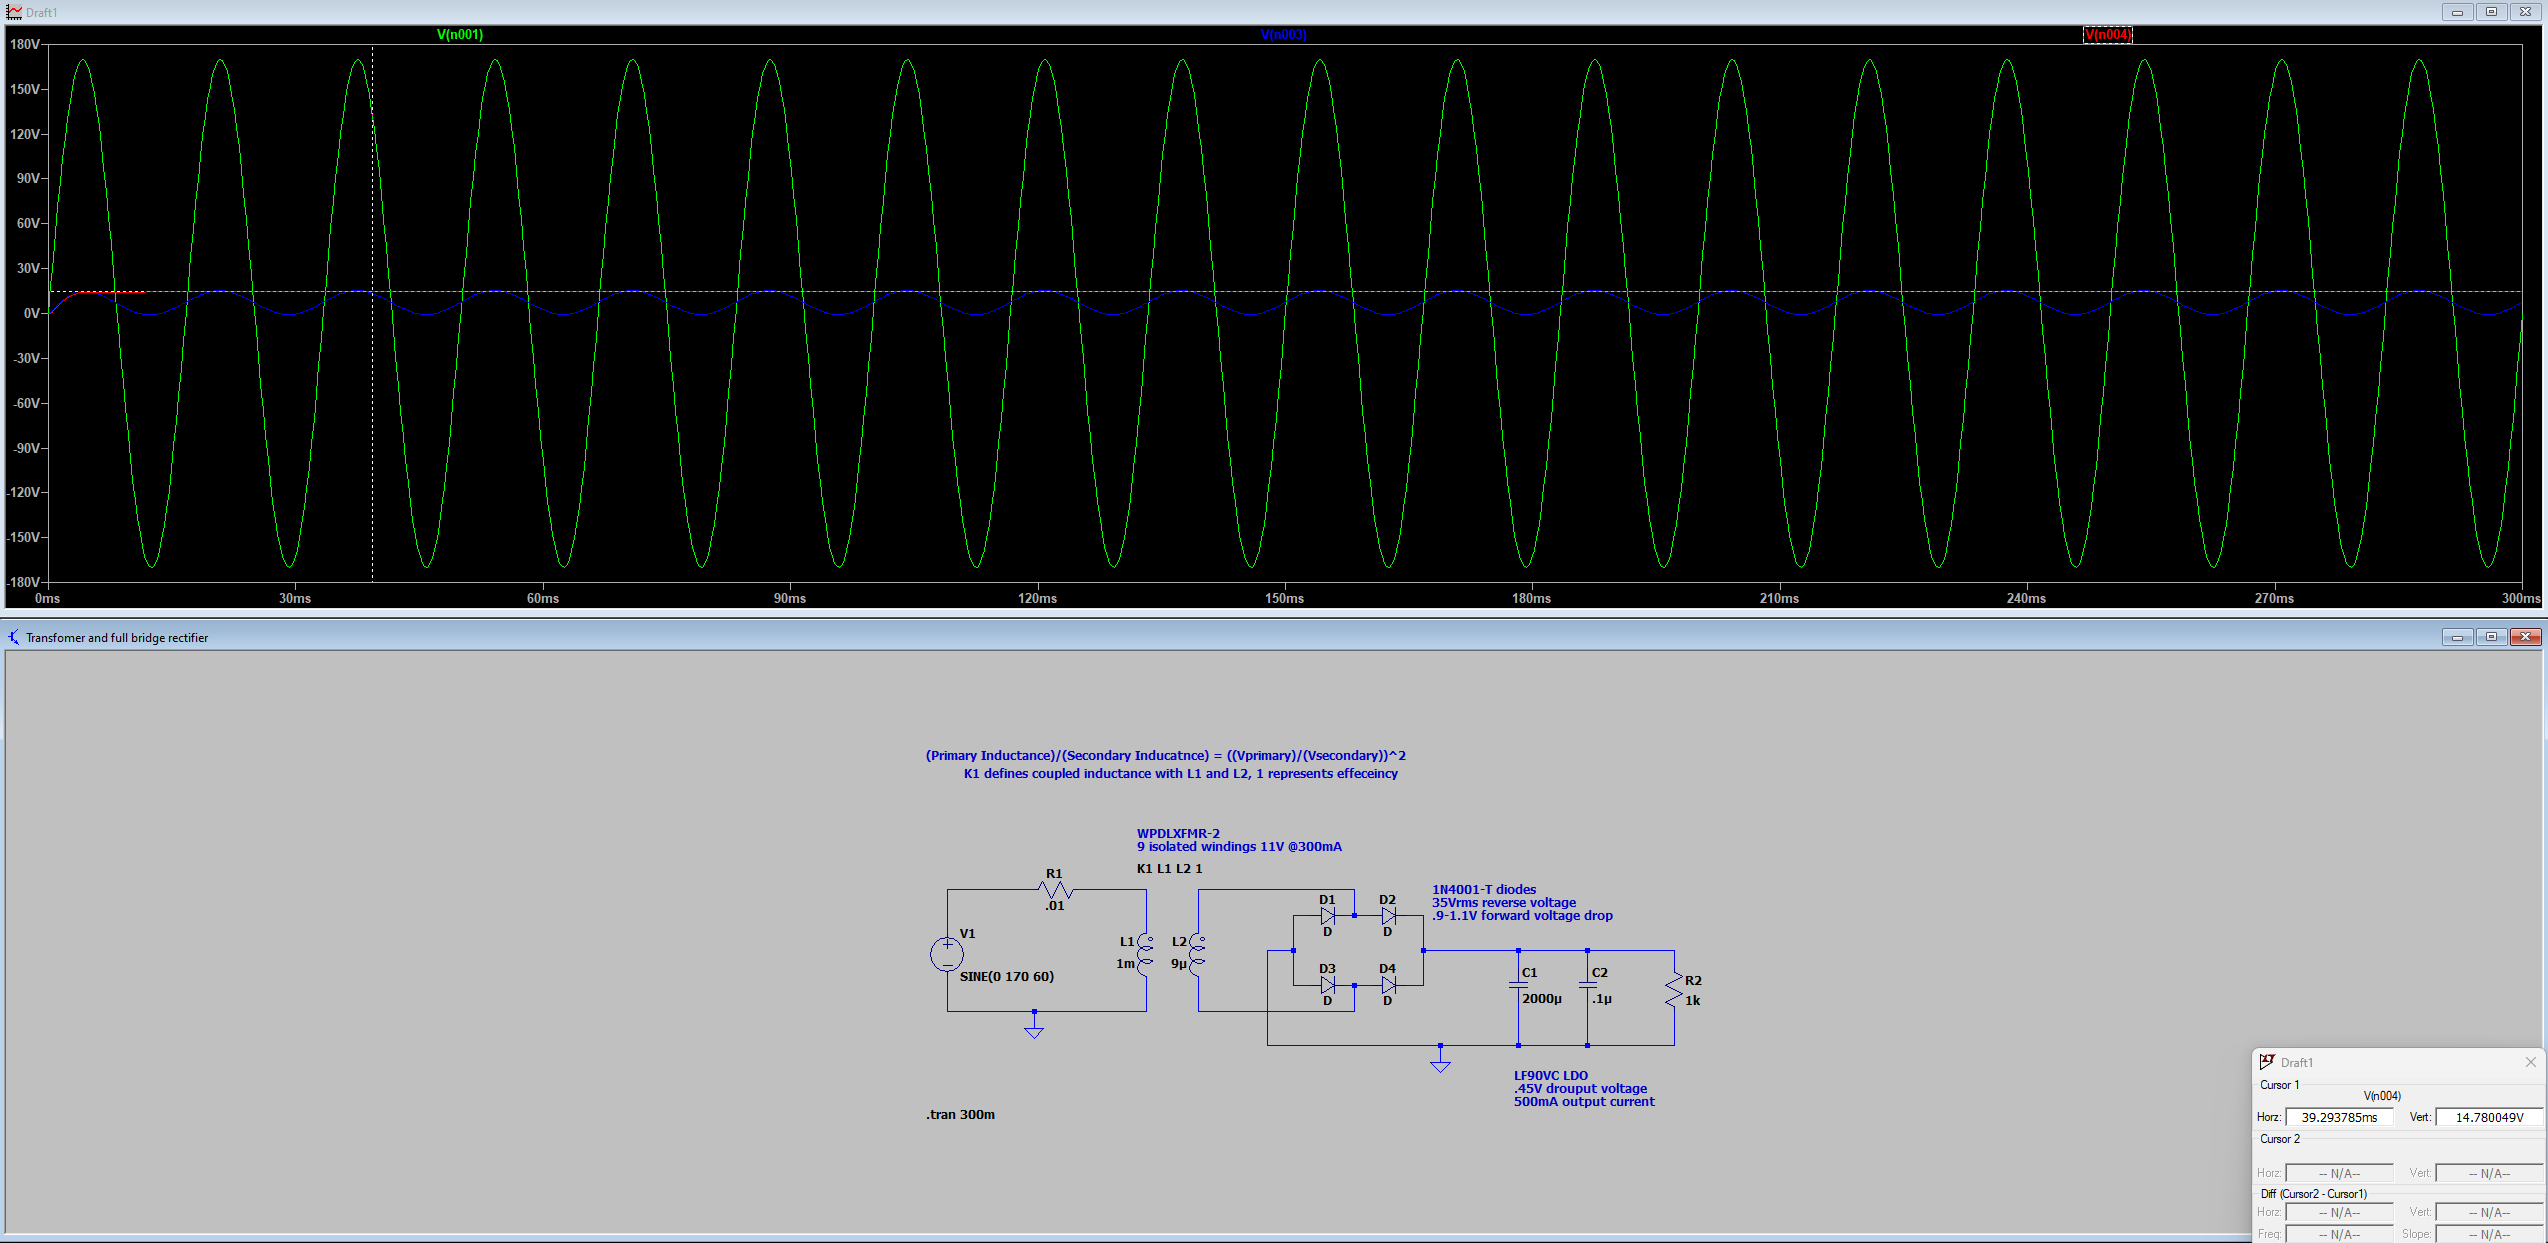 Draft1
V(n001) V(n003) V(n004)
180V
150V
120V
90V
60V
30V
0V
-30V
-60V
-90V
-120V
-150V
-180V
0ms 30ms 60ms 90ms 120ms 150ms 180ms 210ms 240ms 270ms 300ms
Transfomer and full bridge rectifier
(Primary Inductance)/(Secondary Inducatnce) = ((Vprimary)/(Vsecondary))^2
K1 defines coupled inductance with L1 and L2, 1 represents effeceincy
WPDLXFMR-2
9 isolated windings 11V @300mA
K1 L1 L2 1
R1
.01
V1
SINE(0 170 60)
L1
1m
L2
9µ
1N4001-T diodes
35Vrms reverse voltage
.9-1.1V forward voltage drop
D1
D
D2
D
D3
D
D4
D
C1
2000µ
C2
.1µ
R2
1k
LF90VC LDO
.45V drouput voltage
500mA output current
.tran 300m
Draft1
Cursor 1
V(n004)
Horz: 39.293785ms Vert: 14.780049V
Cursor 2
Horz: -- N/A-- Vert: -- N/A--
Diff (Cursor2 - Cursor1)
Horz: -- N/A-- Vert: -- N/A--
Freq: -- N/A-- Slope: -- N/A--